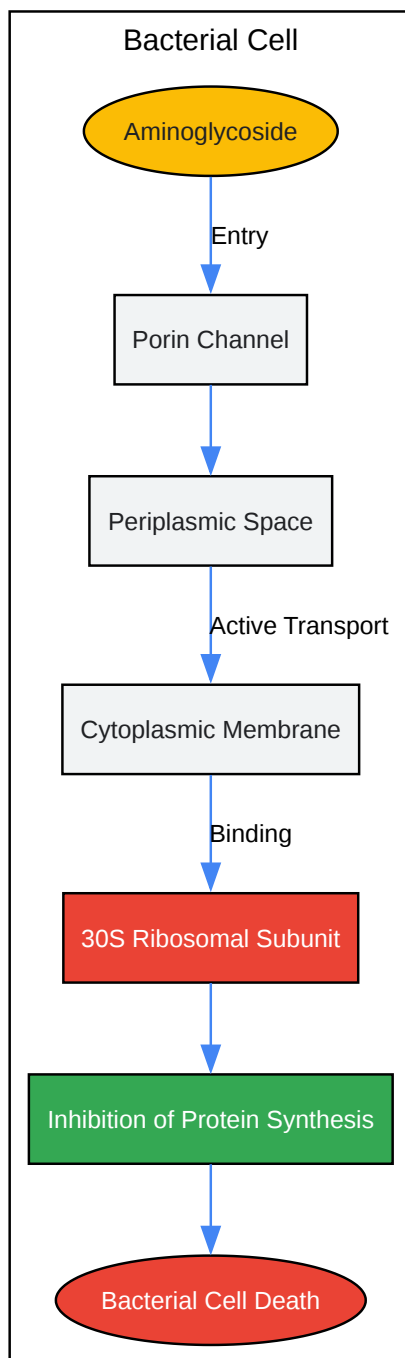 Bacterial Cell
Aminoglycoside
Entry
Porin Channel
Periplasmic Space
Active Transport
Cytoplasmic Membrane
Binding
30S Ribosomal Subunit
Inhibition of Protein Synthesis
Bacterial Cell Death